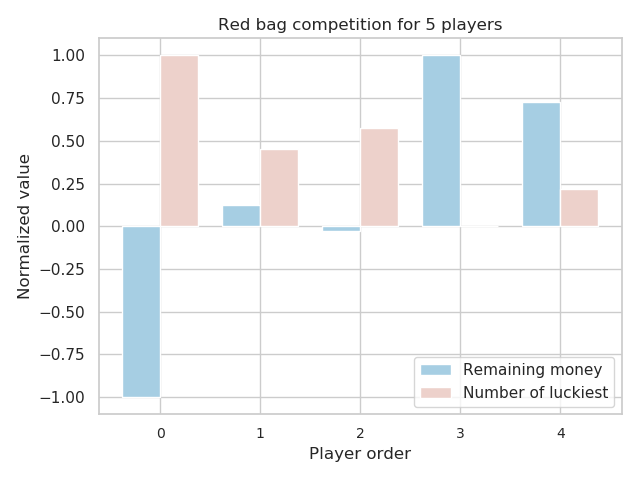 Red bag competition for 5 players
1.00
0.75
0.50
0.25
0.00
−0.25
−0.50
−0.75
−1.00
Normalized value
Remaining money
Number of luckiest
0 1 2 3 4
Player order